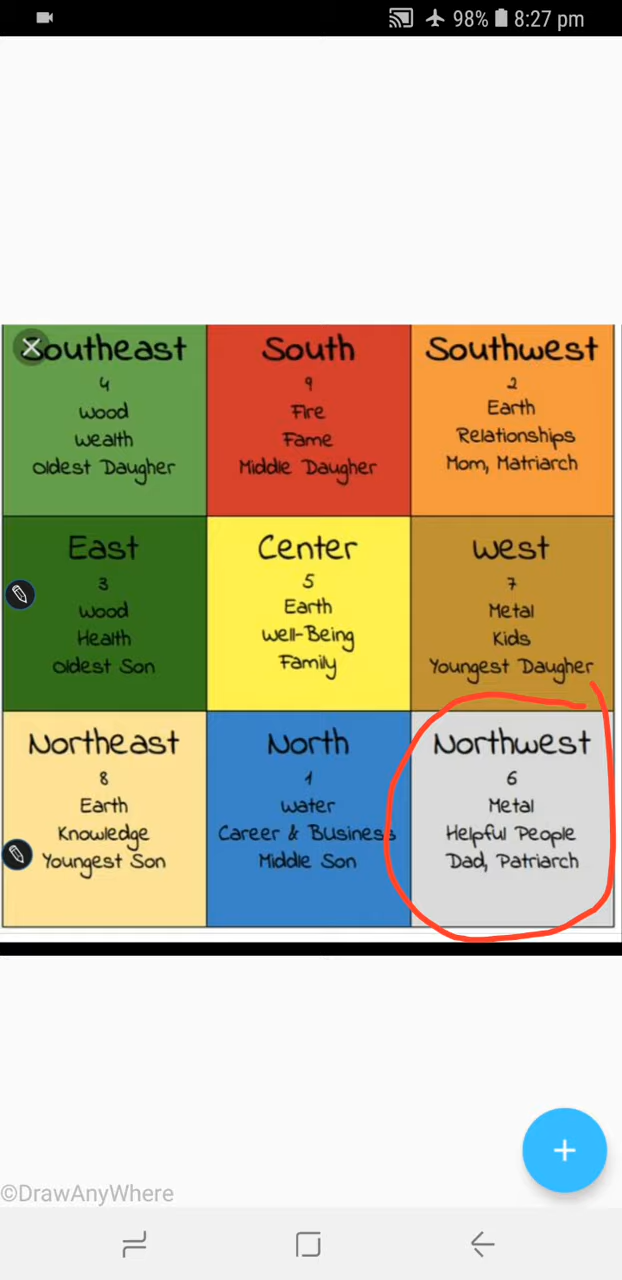 98% 8:27 pm
Southeast
4
Wood
Wealth
Oldest Daugher
South
9
Fire
Fame
Middle Daugher
Southwest
2
Earth
Relationships
Mom, Matriarch
East
3
Wood
Health
Oldest Son
Center
5
Earth
Well-Being
Family
West
7
Metal
Kids
Youngest Daugher
Northeast
8
Earth
Knowledge
Youngest Son
North
1
Water
Career & Business
Middle Son
Northwest
6
Metal
Helpful People
Dad, Patriarch
©DrawAnyWhere